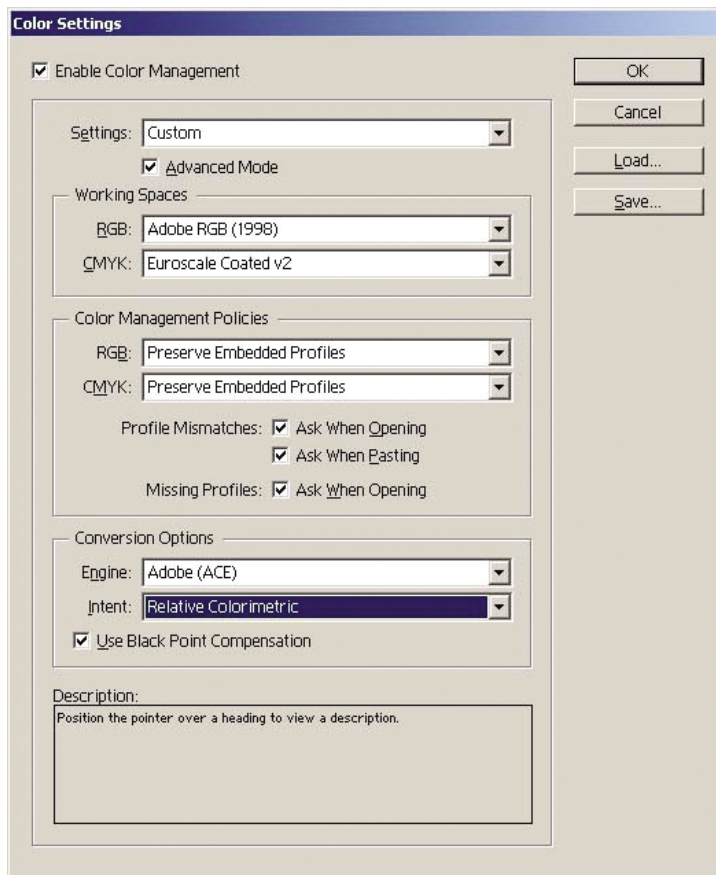 Color Settings
Enable Color Management
OK
Cancel
Load...
Save...
Settings: Custom
Advanced Mode
Working Spaces
RGB: Adobe RGB (1998)
CMYK: Euroscale Coated v2
Color Management Policies
RGB: Preserve Embedded Profiles
CMYK: Preserve Embedded Profiles
Profile Mismatches: Ask When Opening
Ask When Pasting
Missing Profiles: Ask When Opening
Conversion Options
Engine: Adobe (ACE)
Intent: Relative Colorimetric
Use Black Point Compensation
Description:
Position the pointer over a heading to view a description.